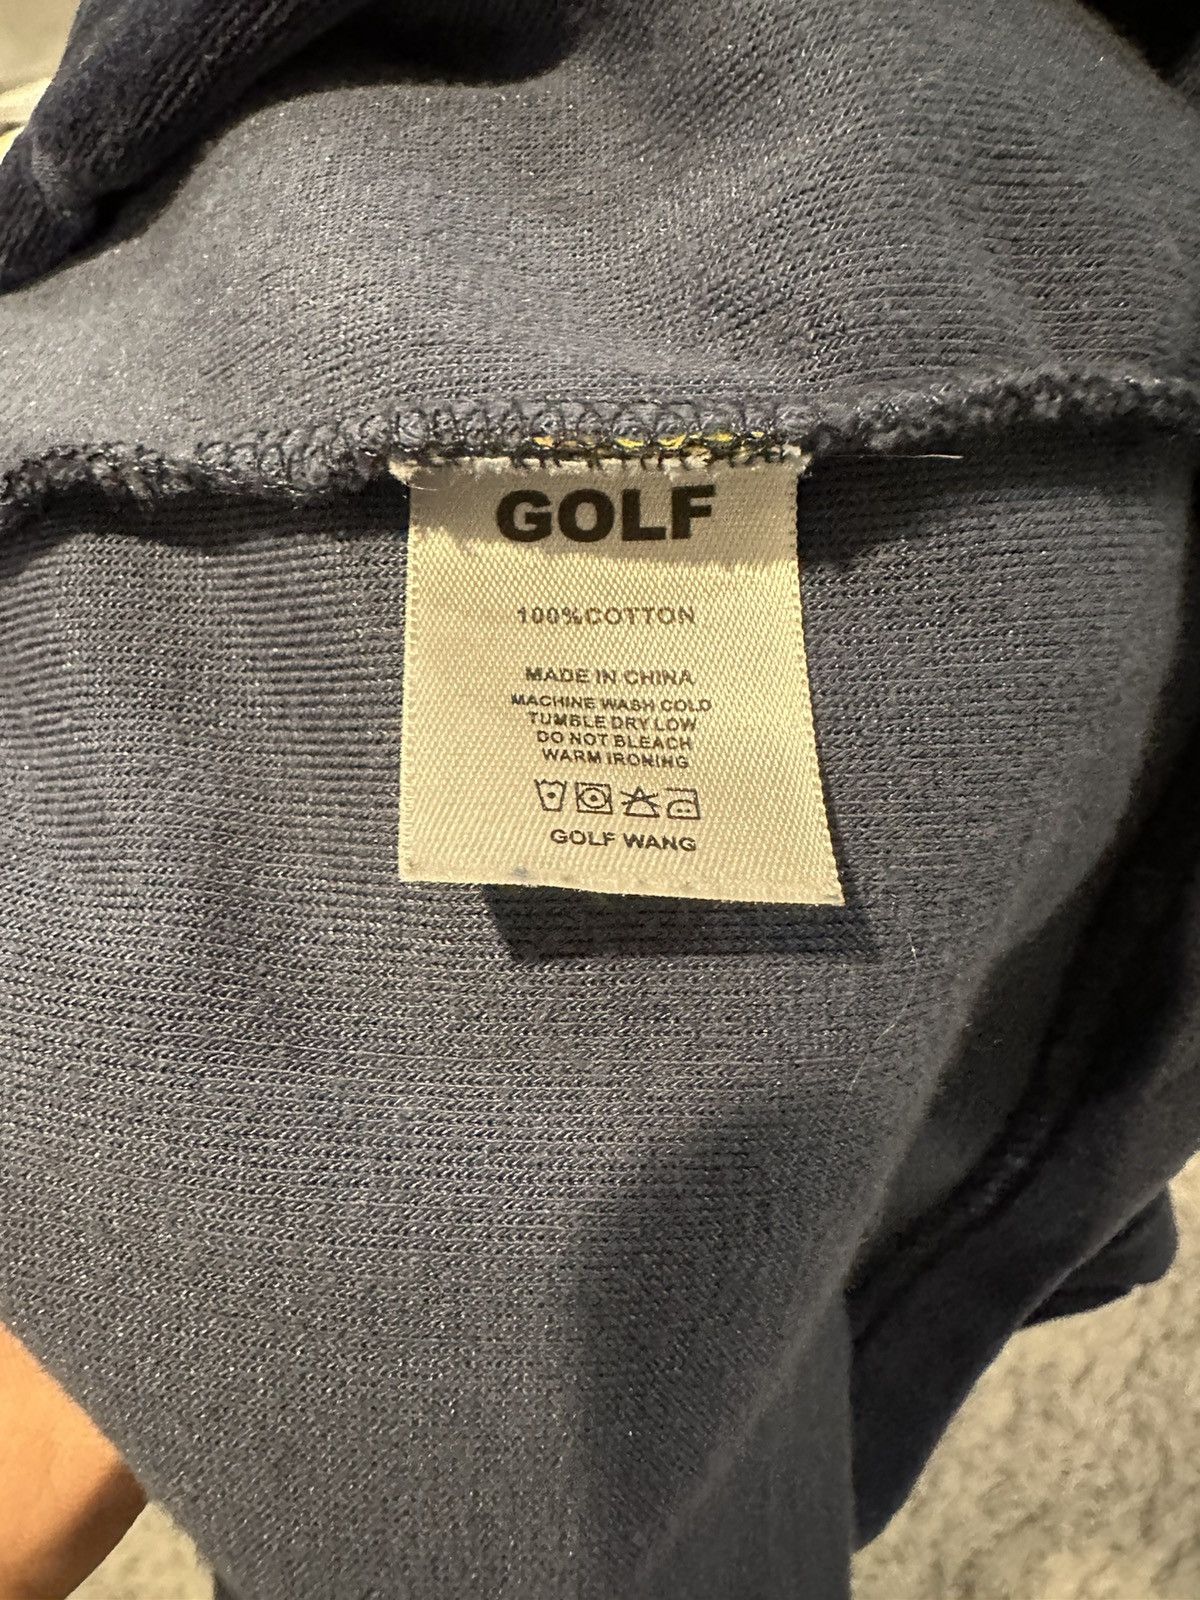 GOLF
100%COTTON
MADE IN CHINA
MACHINE WASH COLD
TUMBLE DRY LOW
DO NOT BLEACH
WARM IRONING
GOLF WANG